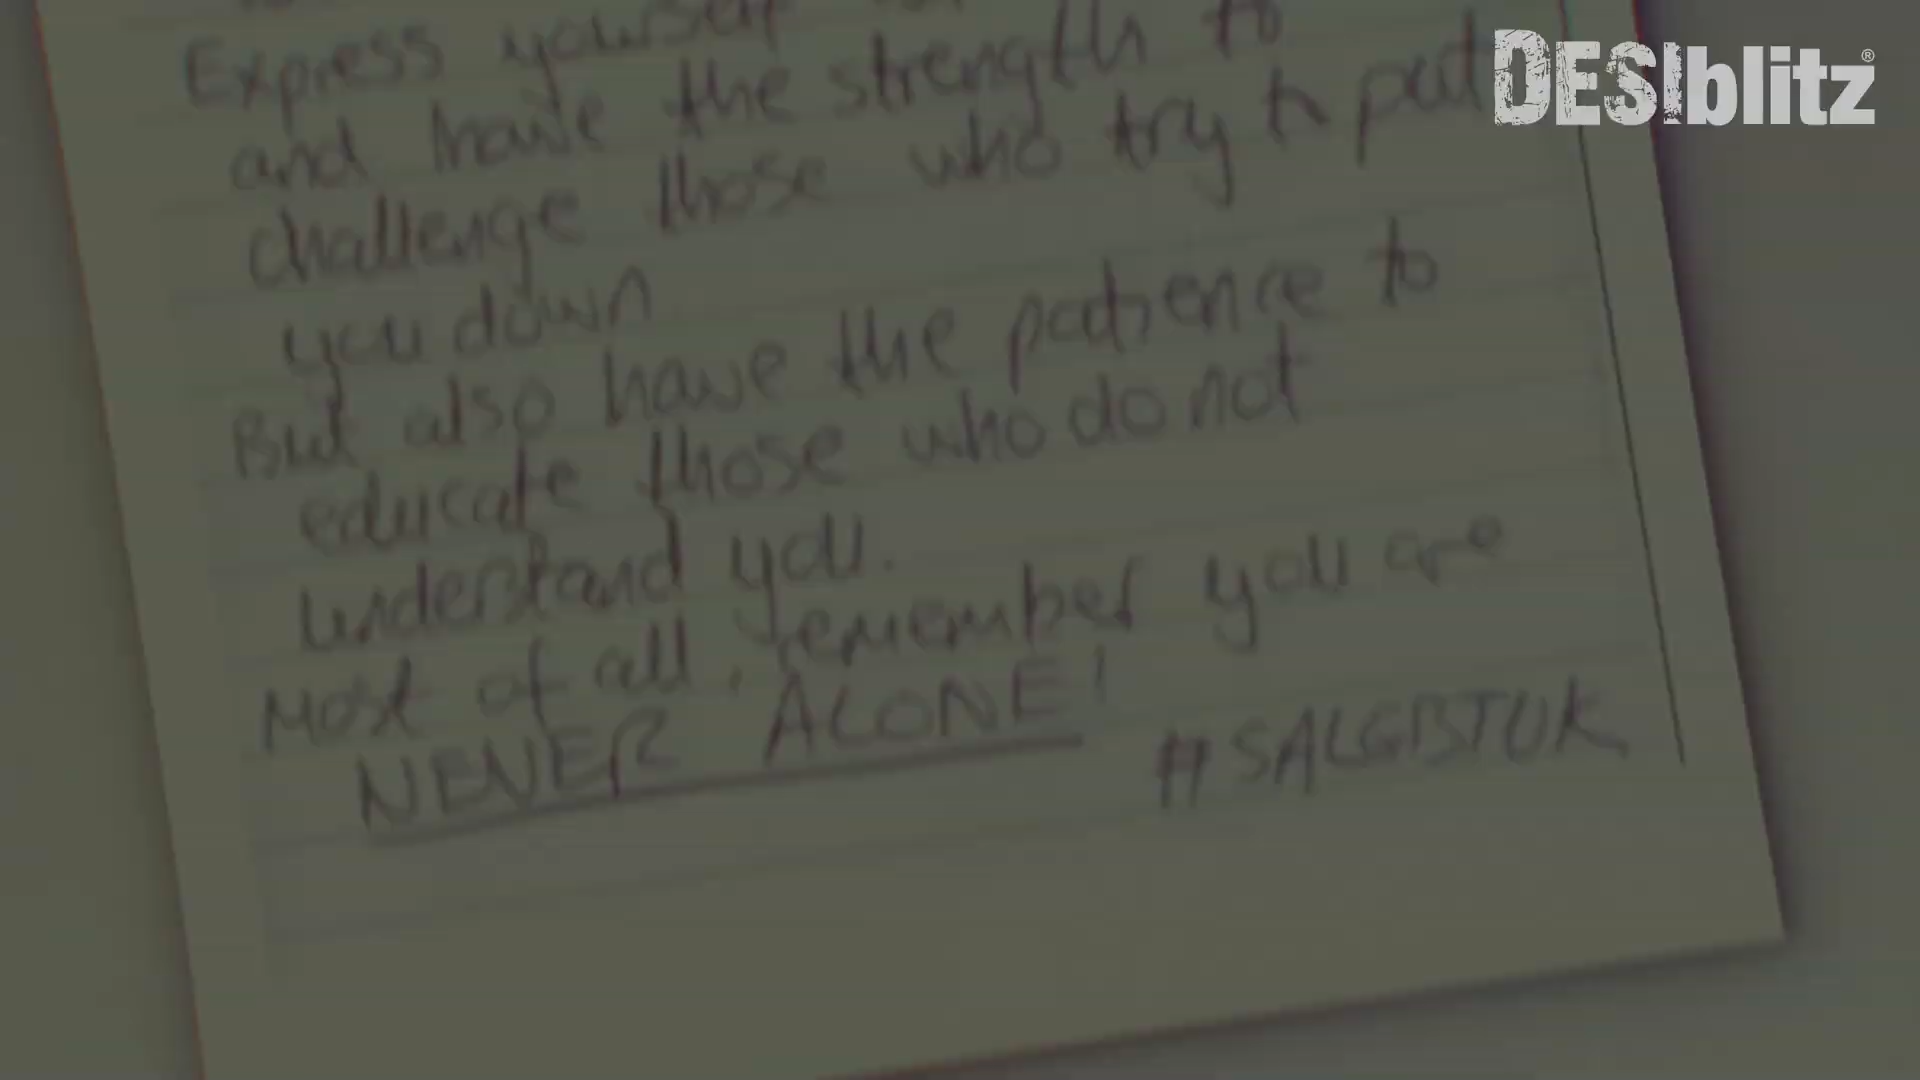 DESIblitz®
Express yourself
and have the strength to
challenge those who try to put
you down
But also have the patience to
educate those who do not
understand you.
Most of all, remember you are
NEVER ALONE!
#SALGBTUK